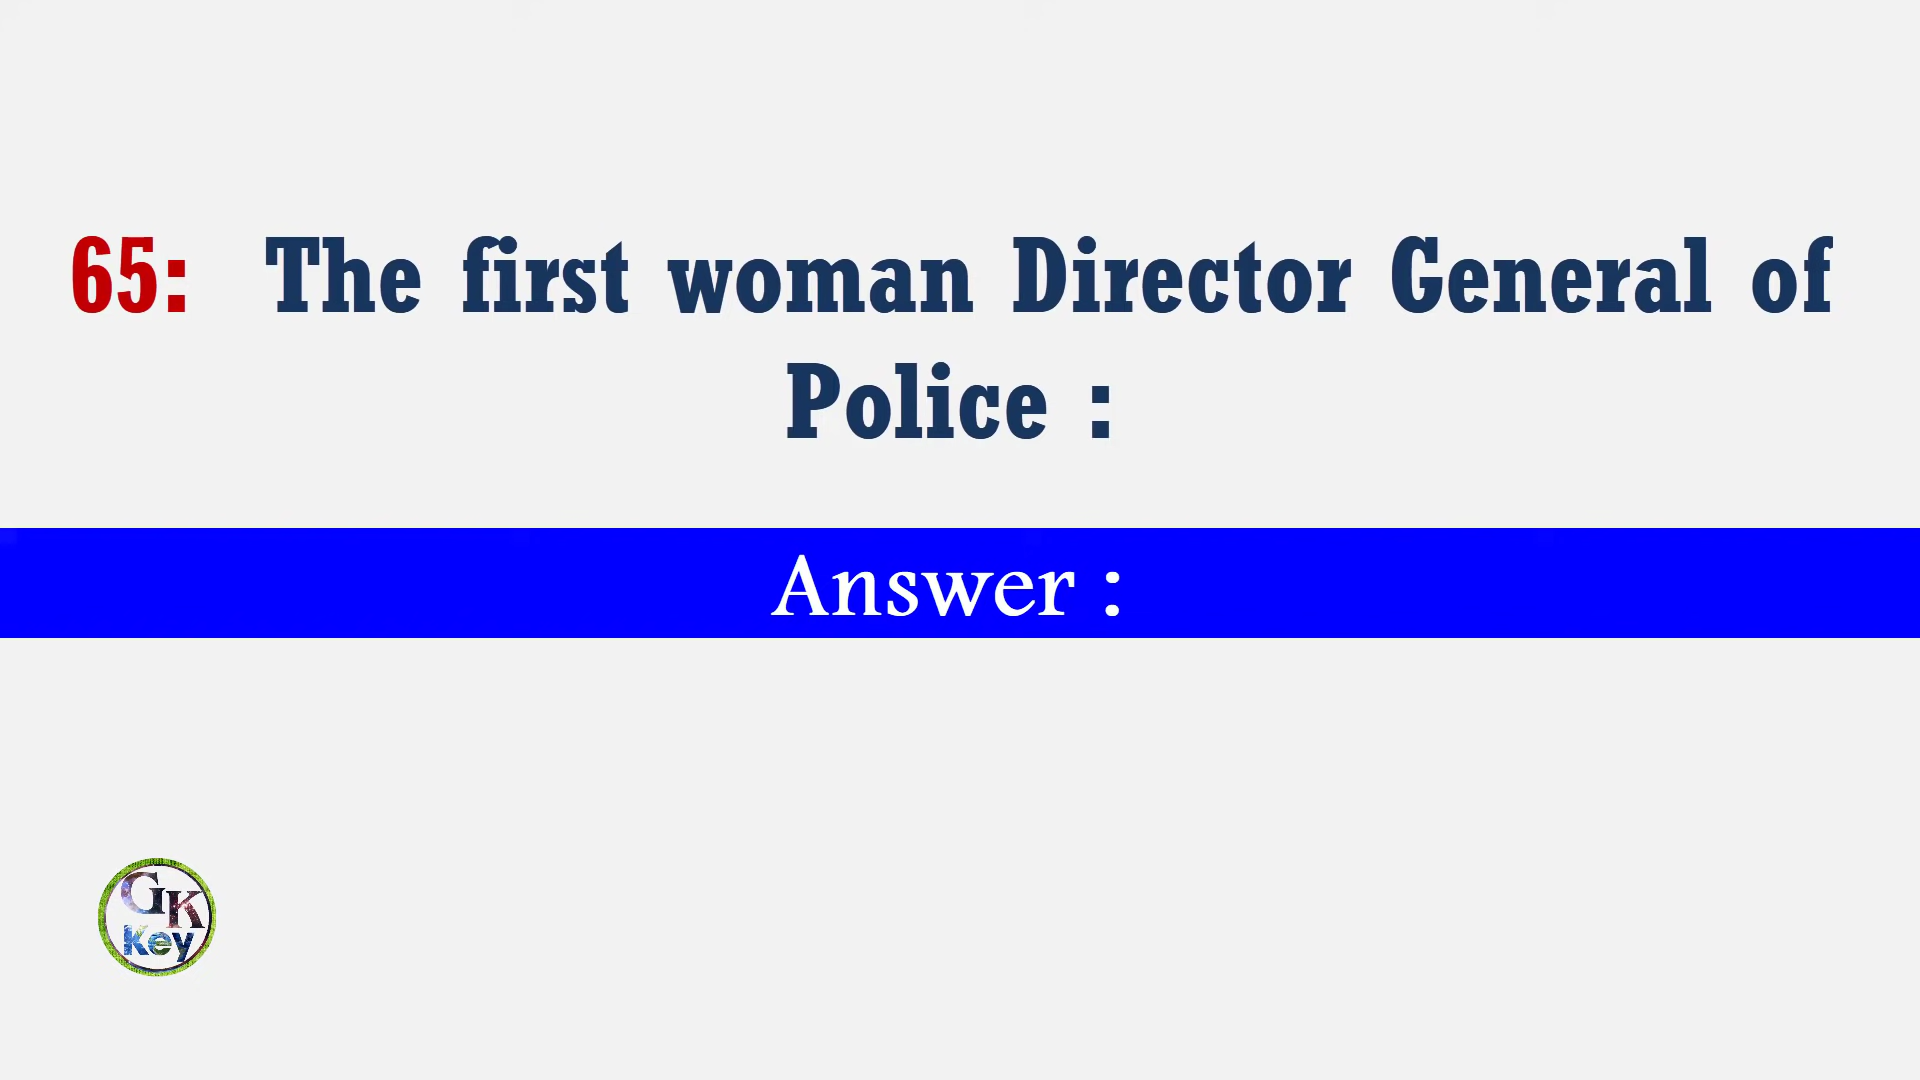 65: The first woman Director General of
Police :
Answer :
GK
Key